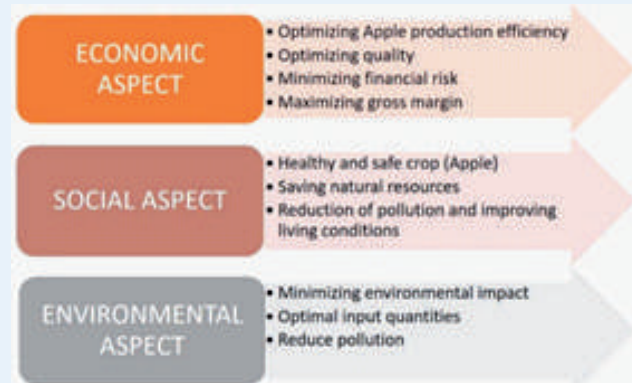 ECONOMIC
ASPECT
• Optimizing Apple production efficiency
• Optimizing quality
• Minimizing financial risk
• Maximizing gross margin
SOCIAL ASPECT
• Healthy and safe crop (Apple)
• Saving natural resources
• Reduction of pollution and improving
living conditions
ENVIRONMENTAL
ASPECT
• Minimizing environmental impact
• Optimal input quantities
• Reduce pollution